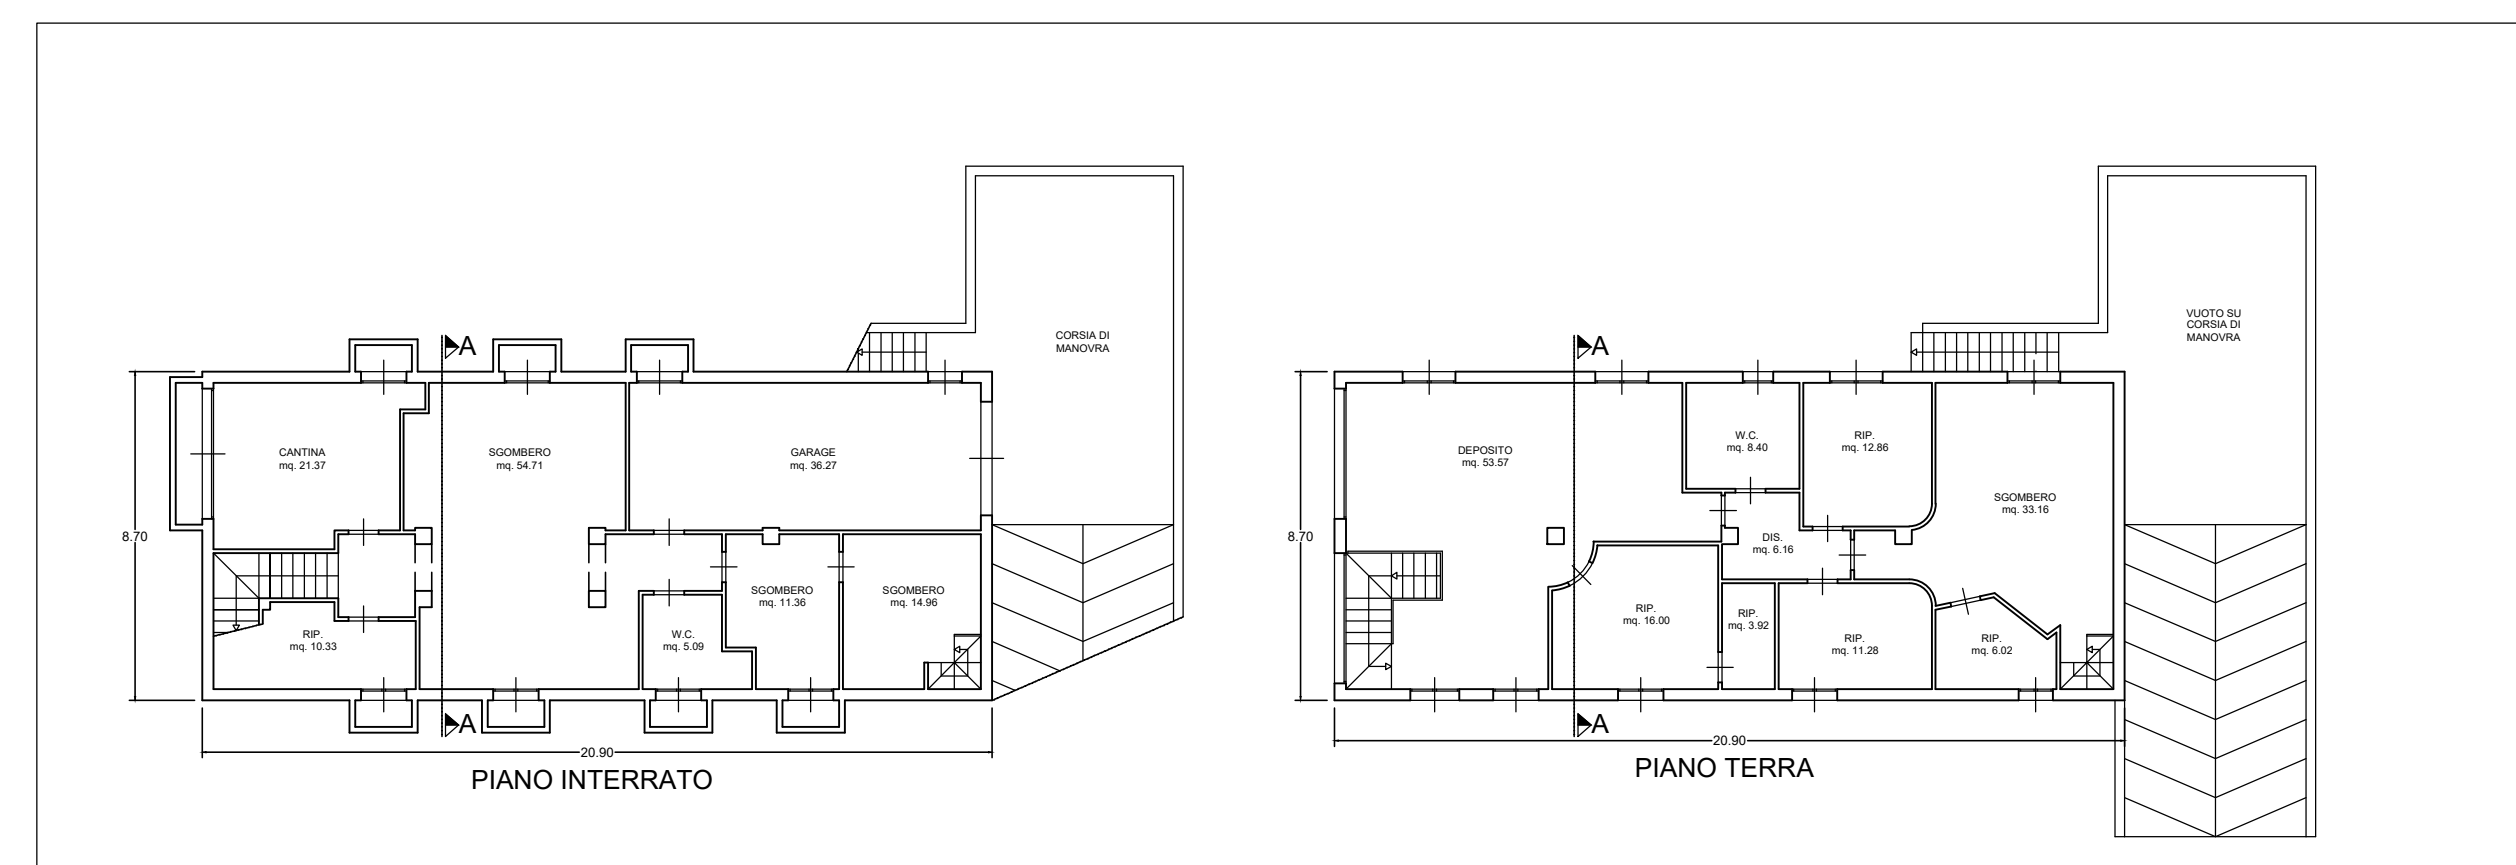 A
CORSIA DI
MANOVRA
CANTINA
mq. 21.37
SGOMBERO
mq. 54.71
GARAGE
mq. 36.27
8.70
SGOMBERO
mq. 11.36
SGOMBERO
mq. 14.96
RIP.
mq. 10.33
W.C.
mq. 5.09
A
20.90
PIANO INTERRATO
VUOTO SU
CORSIA DI
MANOVRA
A
DEPOSITO
mq. 53.57
W.C.
mq. 8.40
RIP.
mq. 12.86
SGOMBERO
mq. 33.16
8.70
DIS.
mq. 6.16
RIP.
mq. 16.00
RIP.
mq. 3.92
RIP.
mq. 11.28
RIP.
mq. 6.02
A
20.90
PIANO TERRA